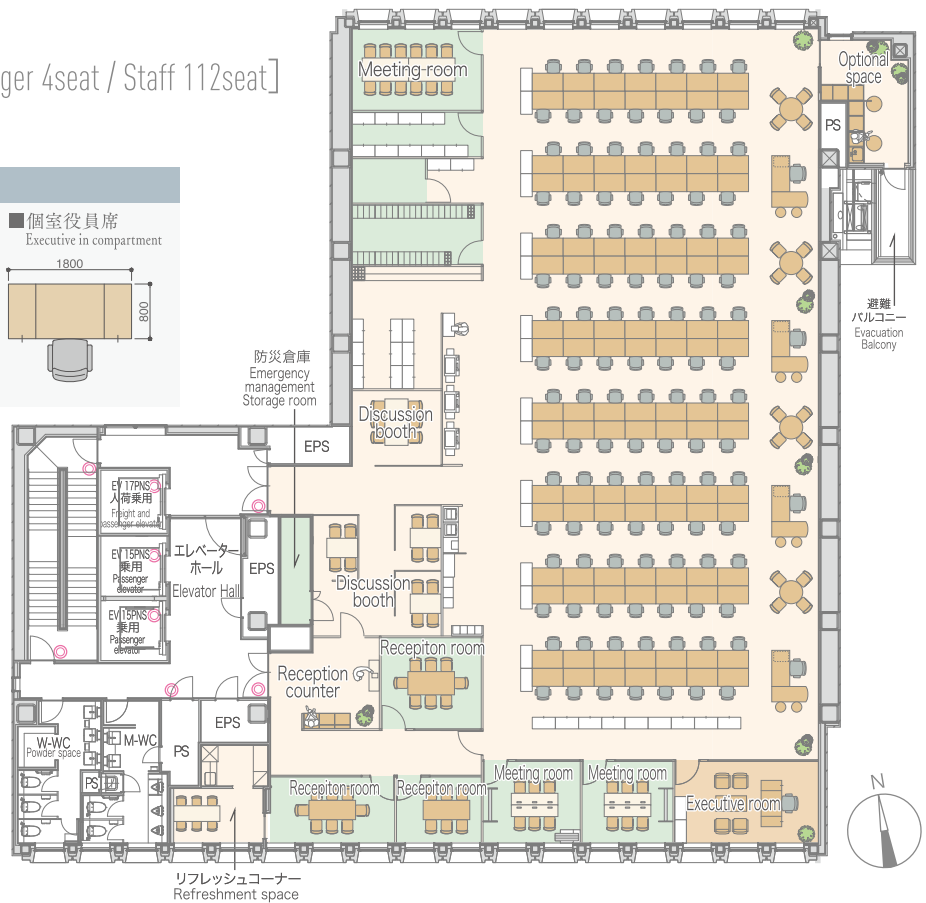 ger 4seat / Staff 112seat]
■個室役員席
Executive in compartment
1800
800
Meeting room
Optional
space
PS
避難
バルコニー
Evacuation
Balcony
防災倉庫
Emergency
management
Storage room
Discussion
booth
EPS
EV 17PNS
人荷乗用
Freight and
passenger elevator
EV 15PNS
乗用
Passenger
elevator
EV 15PNS
乗用
Passenger
elevator
エレベーター
ホール
Elevator Hall
EPS
Discussion
booth
Reception
counter
Recepiton room
EPS
W-WC
Powder space
M-WC
PS
PS
Recepiton room
Recepiton room
Meeting room
Meeting room
Executive room
N
リフレッシュコーナー
Refreshment space